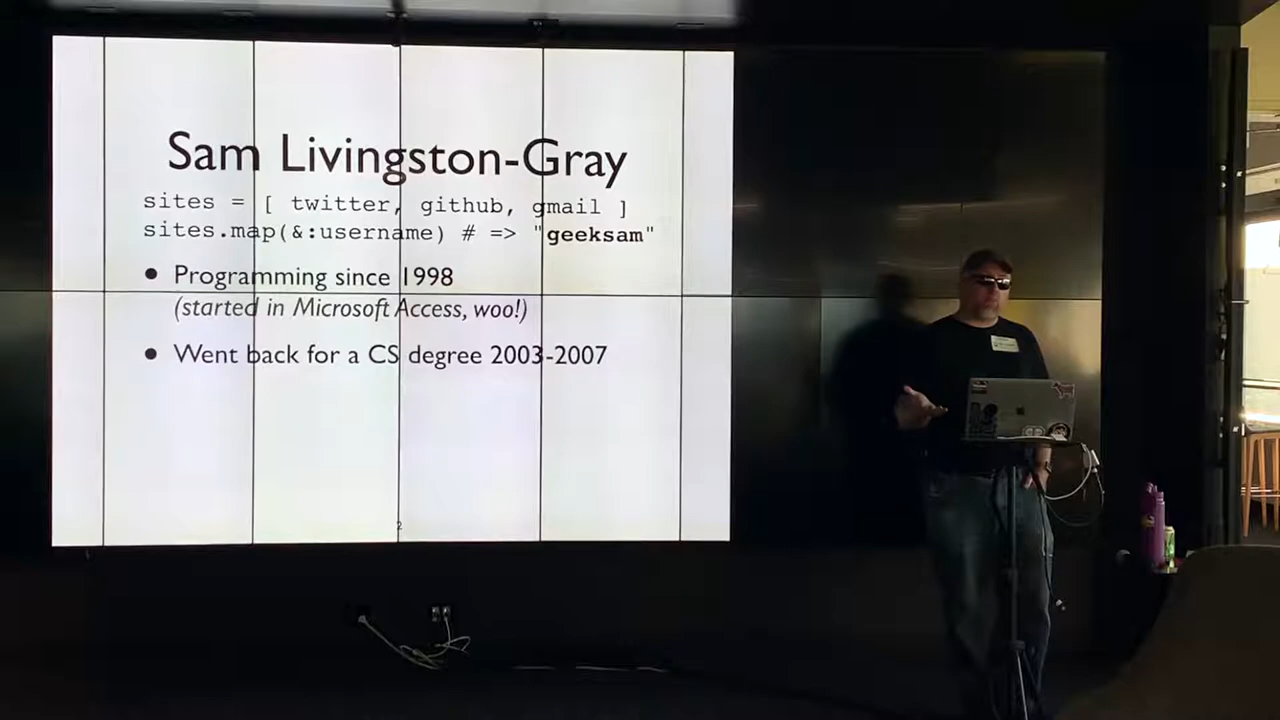 Sam Livingston-Gray
sites = [ twitter, github, gmail ]
sites.map(&:username) # => "geeksam"
• Programming since 1998
(started in Microsoft Access, woo!)
• Went back for a CS degree 2003-2007
2